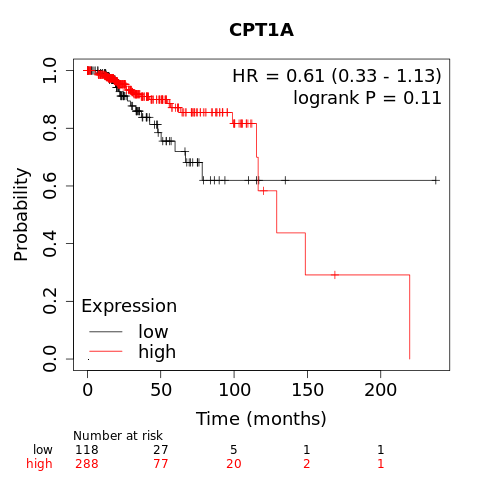 CPT1A
HR = 0.61 (0.33 - 1.13)
logrank P = 0.11
Probability
1.0
0.8
0.6
0.4
0.2
0.0
Expression
low
high
0 50 100 150 200
Time (months)
Number at risk
low 118 27 5 1 1
high 288 77 20 2 1